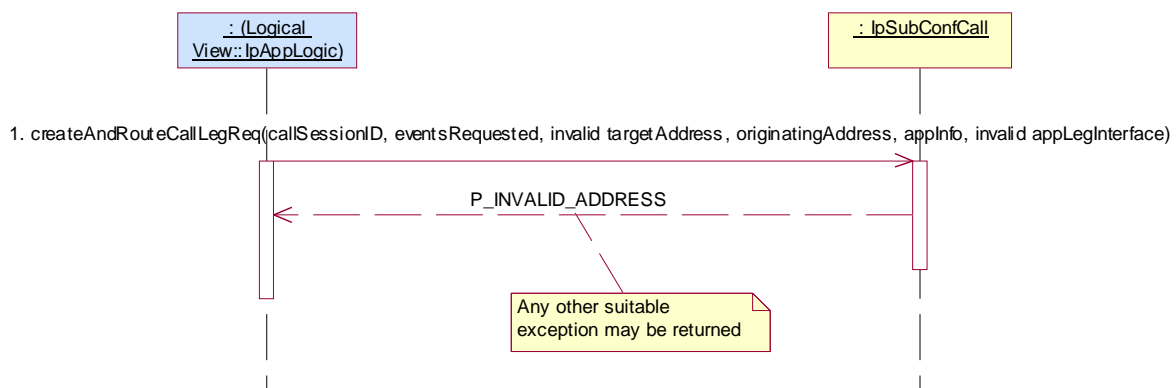 : (Logical
View::IpAppLogic)
: IpSubConfCall
1. createAndRouteCallLegReq(callSessionID, eventsRequested, invalid targetAddress, originatingAddress, appInfo, invalid appLegInterface)
P_INVALID_ADDRESS
Any other suitable
exception may be returned